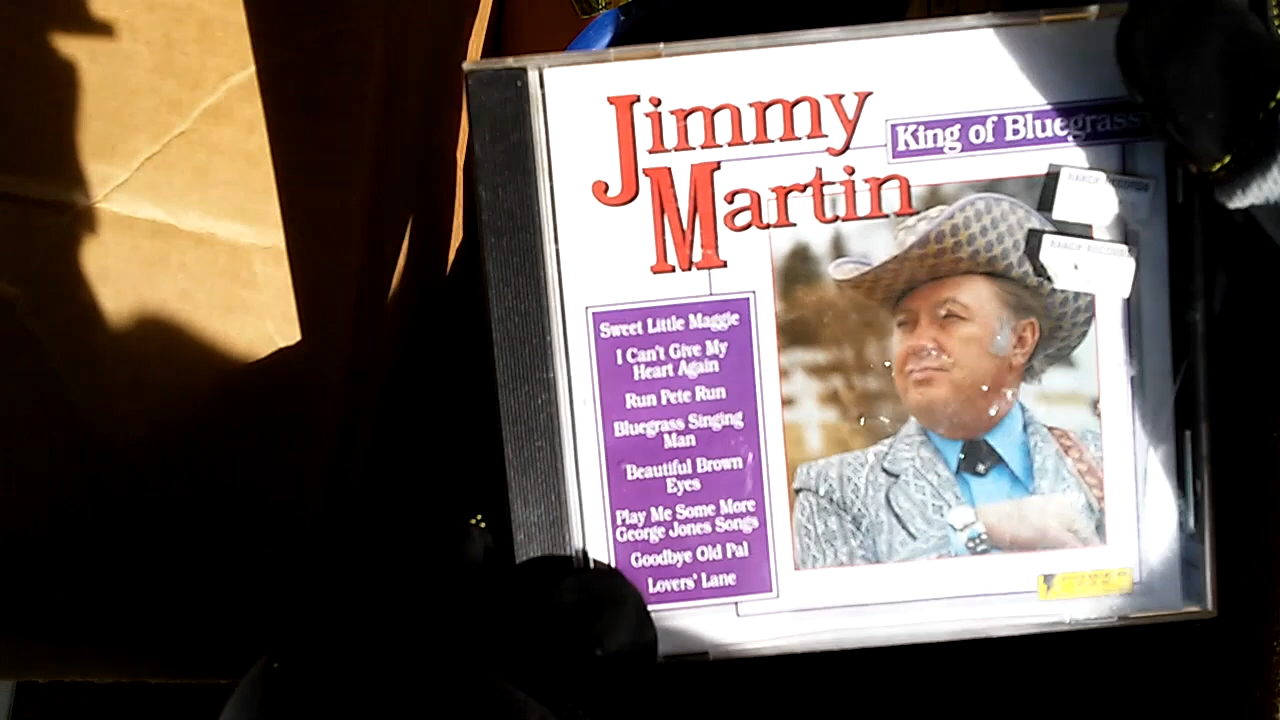 Jimmy
Martin
King of Bluegrass
Sweet Little Maggie
I Can't Give My
Heart Again
Run Pete Run
Bluegrass Singing
Man
Beautiful Brown
Eyes
Play Me Some More
George Jones Songs
Goodbye Old Pal
Lovers' Lane